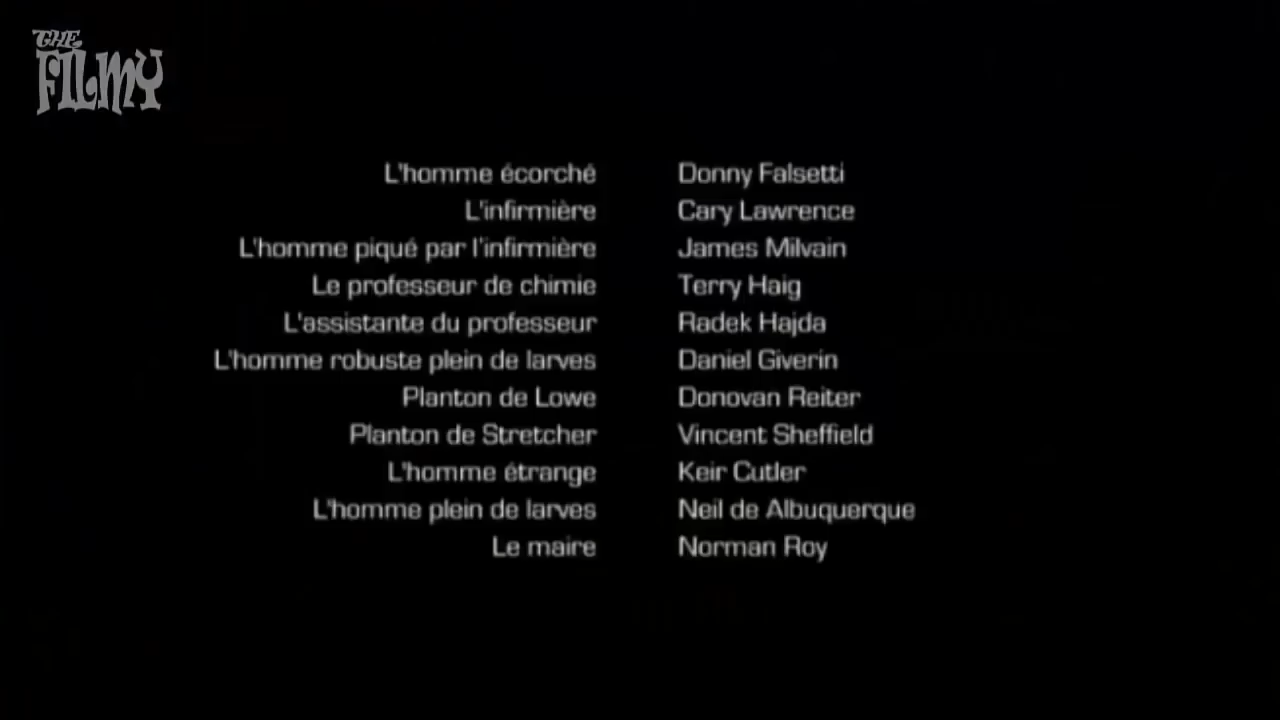 THE
FILMY
L'homme écorché Donny Falsetti
L'infirmière Cary Lawrence
L'homme piqué par l'infirmière James Milvain
Le professeur de chimie Terry Haig
L'assistante du professeur Radek Hajda
L'homme robuste plein de larves Daniel Giverin
Planton de Lowe Donovan Reiter
Planton de Stretcher Vincent Sheffield
L'homme étrange Keir Cutler
L'homme plein de larves Neil de Albuquerque
Le maire Norman Roy